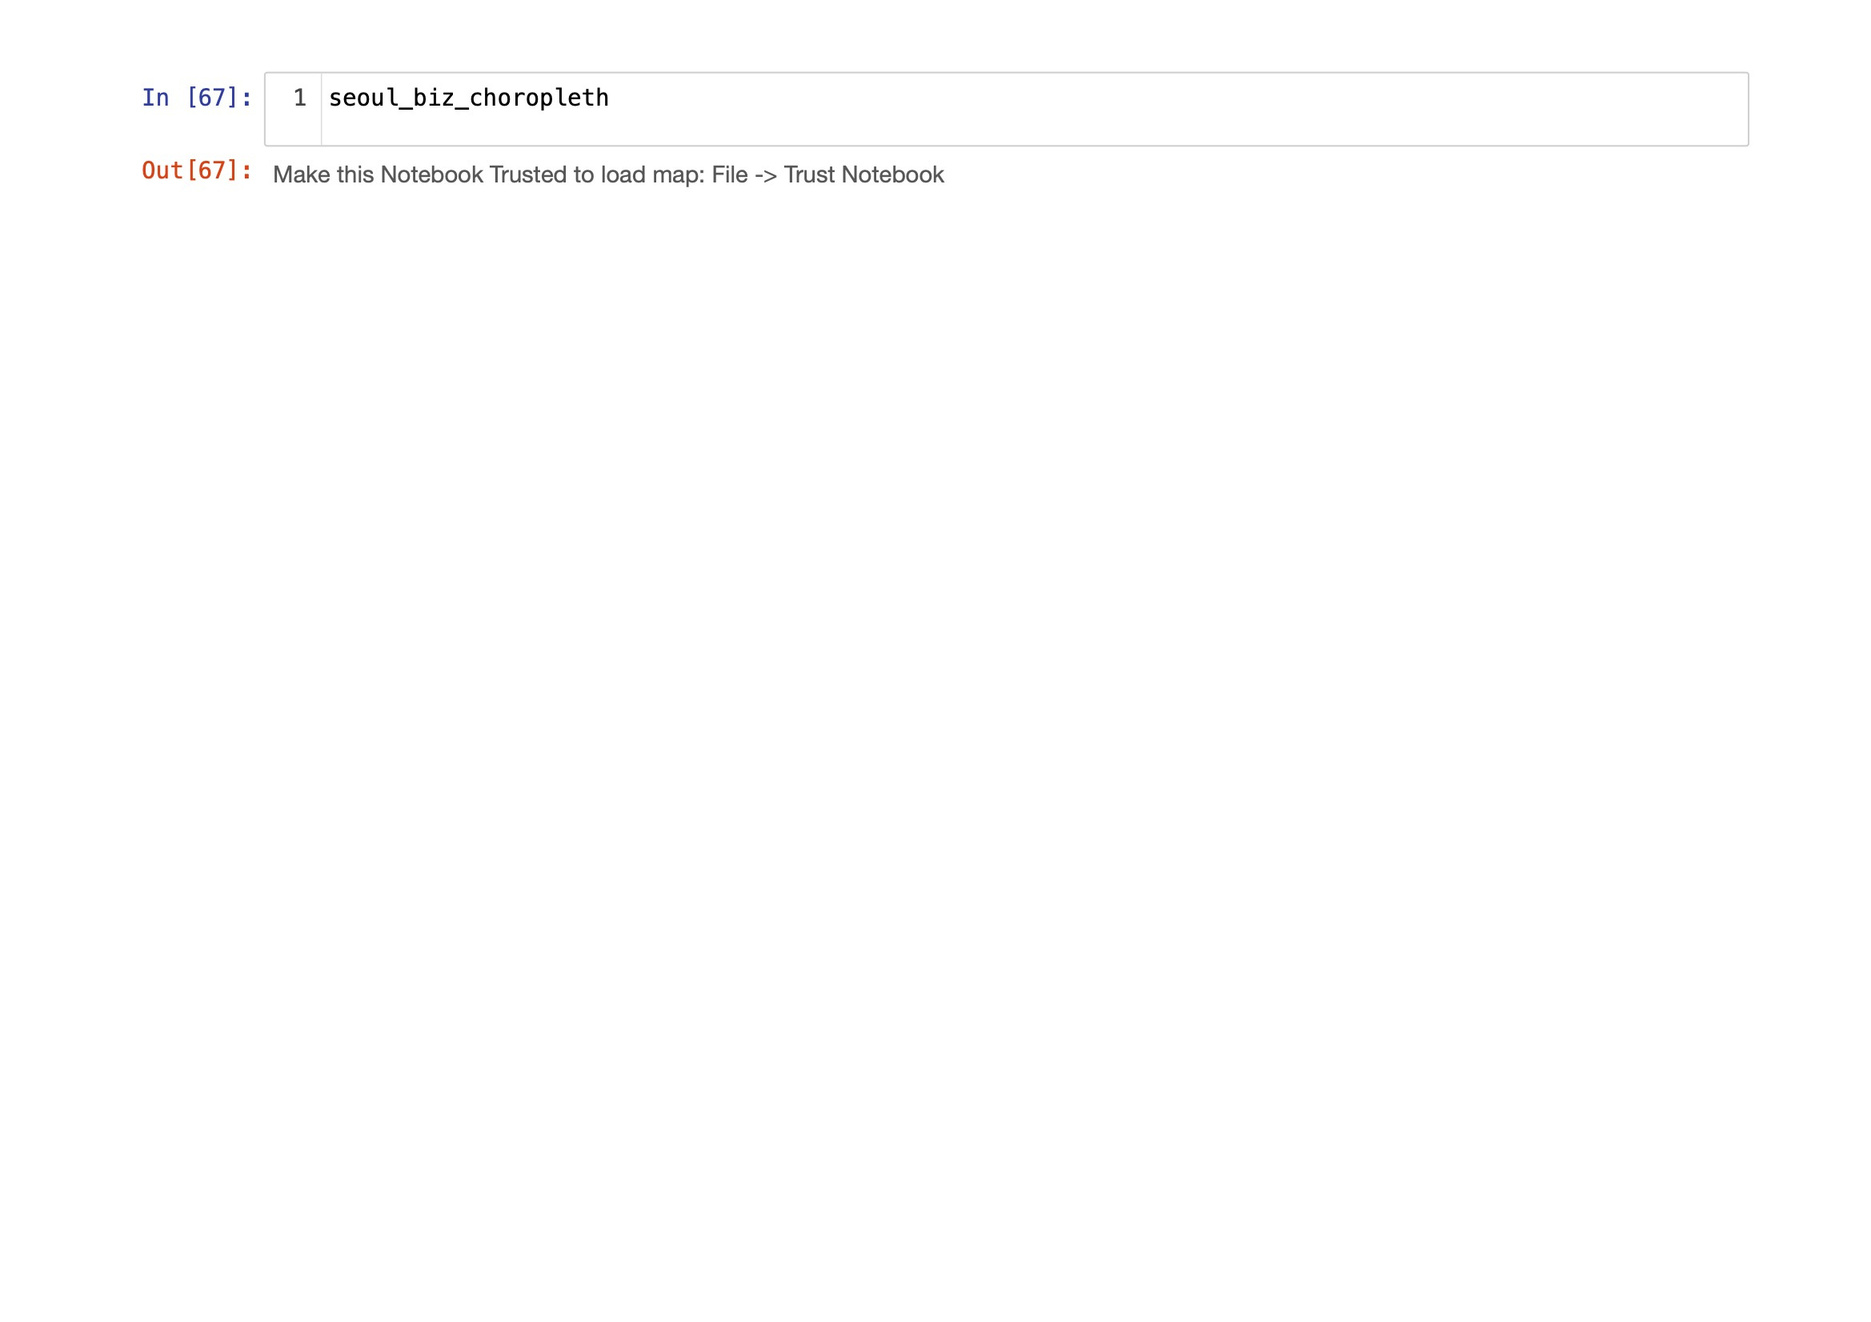 In [67]: 1 seoul_biz_choropleth
Out[67]: Make this Notebook Trusted to load map: File -> Trust Notebook